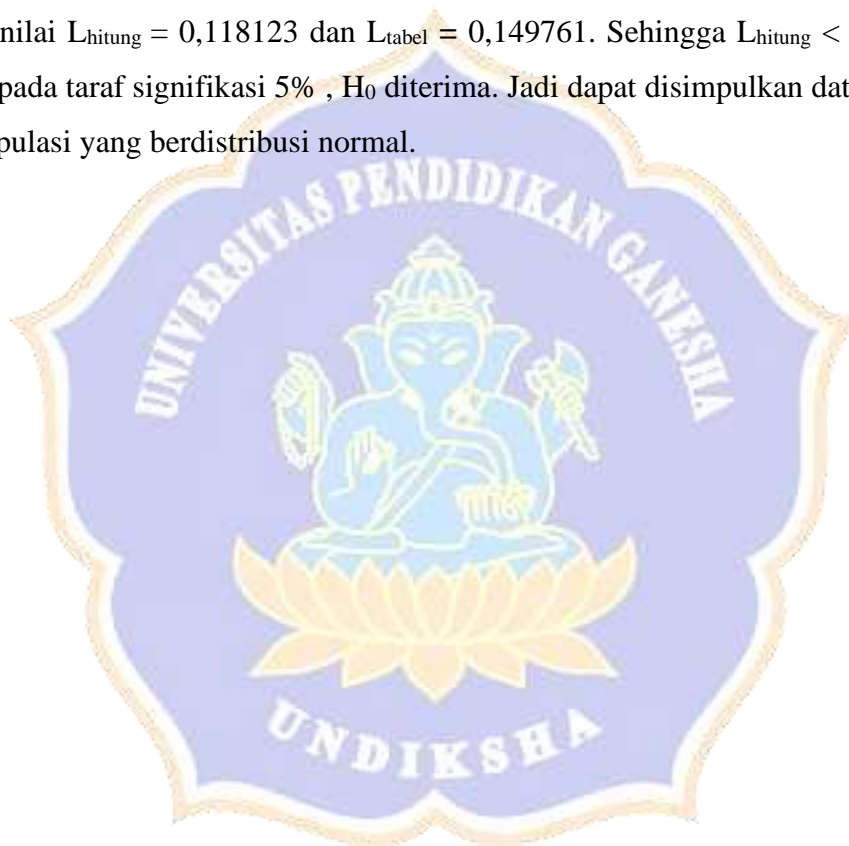 nilai Lhitung = 0,118123 dan Ltabel = 0,149761. Sehingga Lhitung <
pada taraf signifikasi 5% , H0 diterima. Jadi dapat disimpulkan dat
pulasi yang berdistribusi normal.
UNIVERSITAS PENDIDIKAN GANESHA
UNDIKSHA